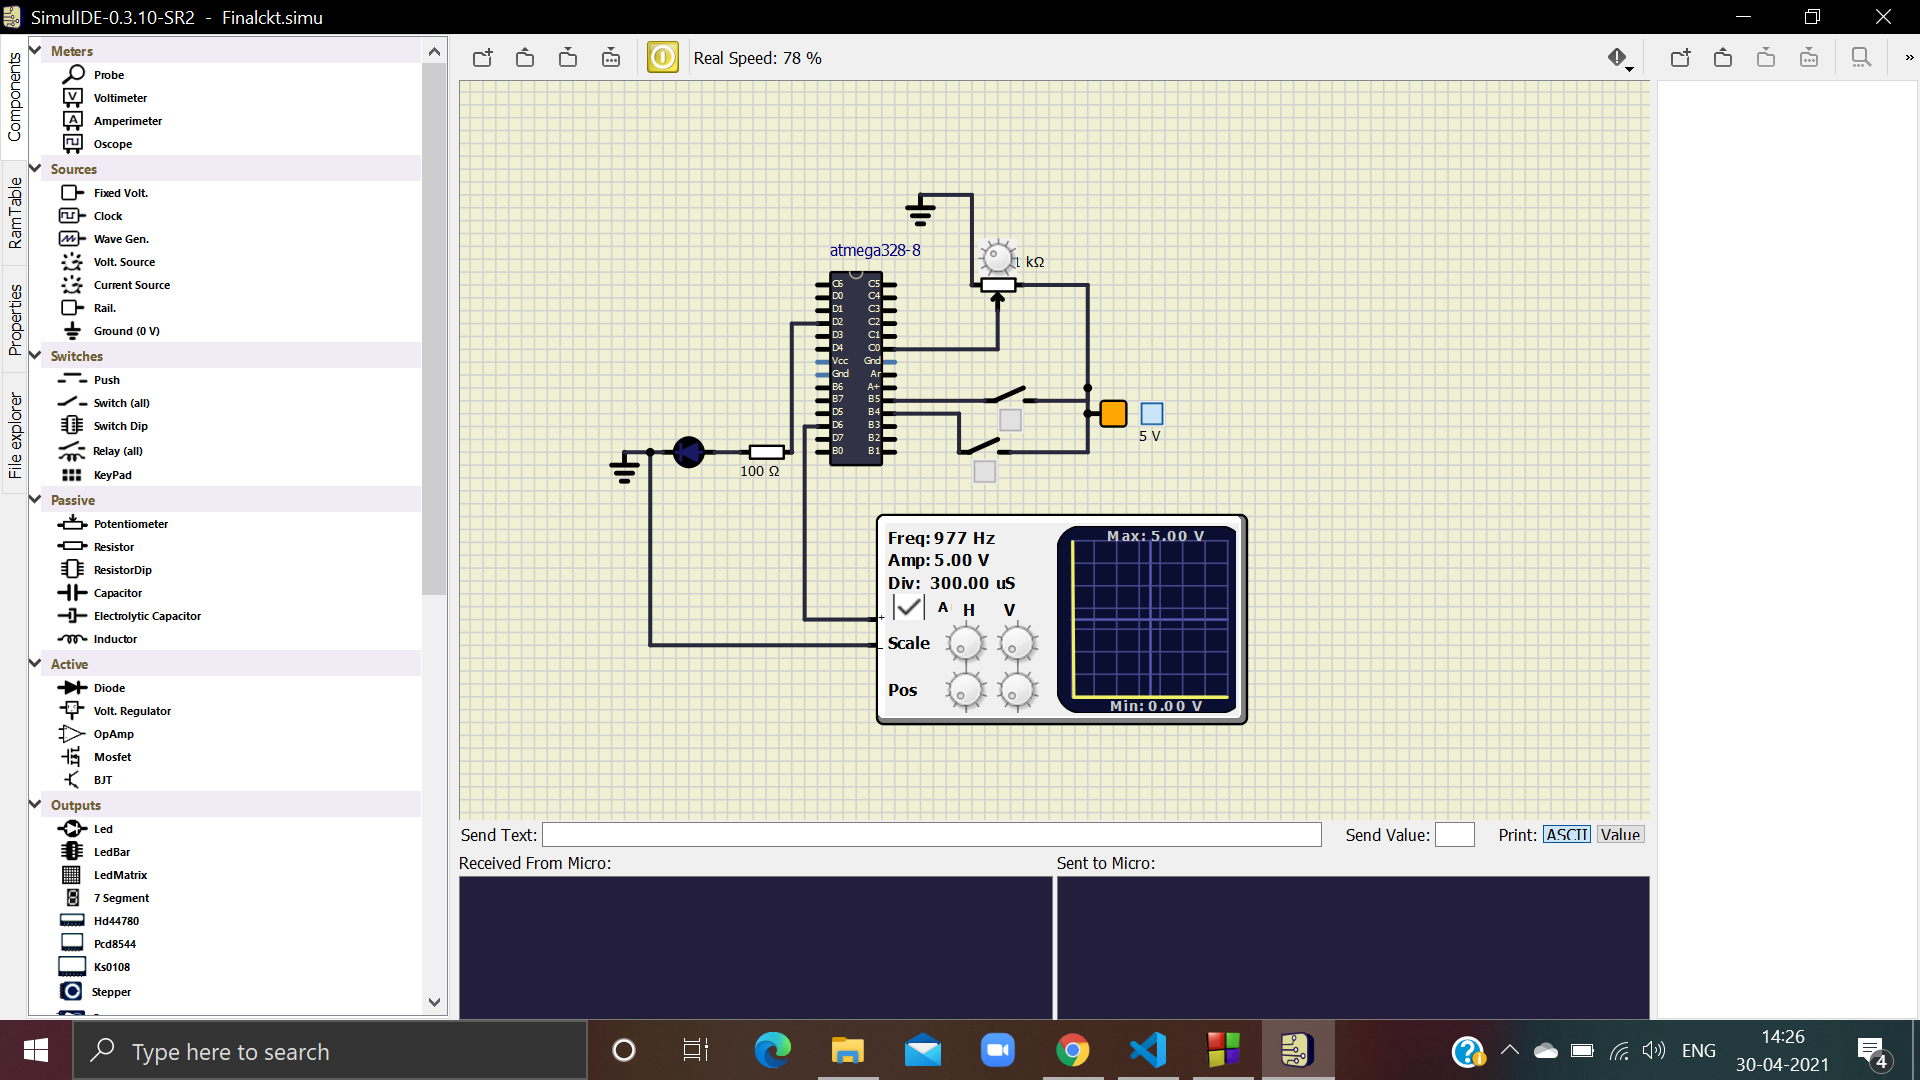 SimulIDE-0.3.10-SR2 - Finalckt.simu
Components
RamTable
Properties
File explorer
Meters
Probe
Voltimeter
Amperimeter
Oscope
Sources
Fixed Volt.
Clock
Wave Gen.
Volt. Source
Current Source
Rail.
Ground (0 V)
Switches
Push
Switch (all)
Switch Dip
Relay (all)
KeyPad
Passive
Potentiometer
Resistor
ResistorDip
Capacitor
Electrolytic Capacitor
Inductor
Active
Diode
Volt. Regulator
OpAmp
Mosfet
BJT
Outputs
Led
LedBar
LedMatrix
7 Segment
Hd44780
Pcd8544
Ks0108
Stepper
Real Speed: 78 %
»
atmega328-8
1 kΩ
C6 C5
D0 C4
D1 C3
D2 C2
D3 C1
D4 C0
Vcc Gnd
Gnd Ar
B6 A+
B7 B5
D5 B4
D6 B3
D7 B2
B0 B1
100 Ω
5 V
Freq: 977 Hz
Amp: 5.00 V
Div: 300.00 uS
A H V
+
Scale
-
Pos
Max: 5.00 V
Min: 0.00 V
Send Text:
Send Value:
Print: ASCII Value
Received From Micro:
Sent to Micro:
Type here to search
ENG
14:26
30-04-2021
4